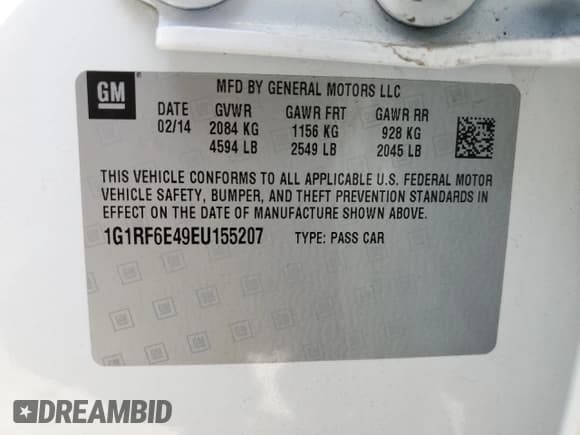 GM
MFD BY GENERAL MOTORS LLC
DATE GVWR GAWR FRT GAWR RR
02/14 2084 KG 1156 KG 928 KG
4594 LB 2549 LB 2045 LB
THIS VEHICLE CONFORMS TO ALL APPLICABLE U.S. FEDERAL MOTOR
VEHICLE SAFETY, BUMPER, AND THEFT PREVENTION STANDARDS IN
EFFECT ON THE DATE OF MANUFACTURE SHOWN ABOVE.
1G1RF6E49EU155207 TYPE: PASS CAR
DREAMBID